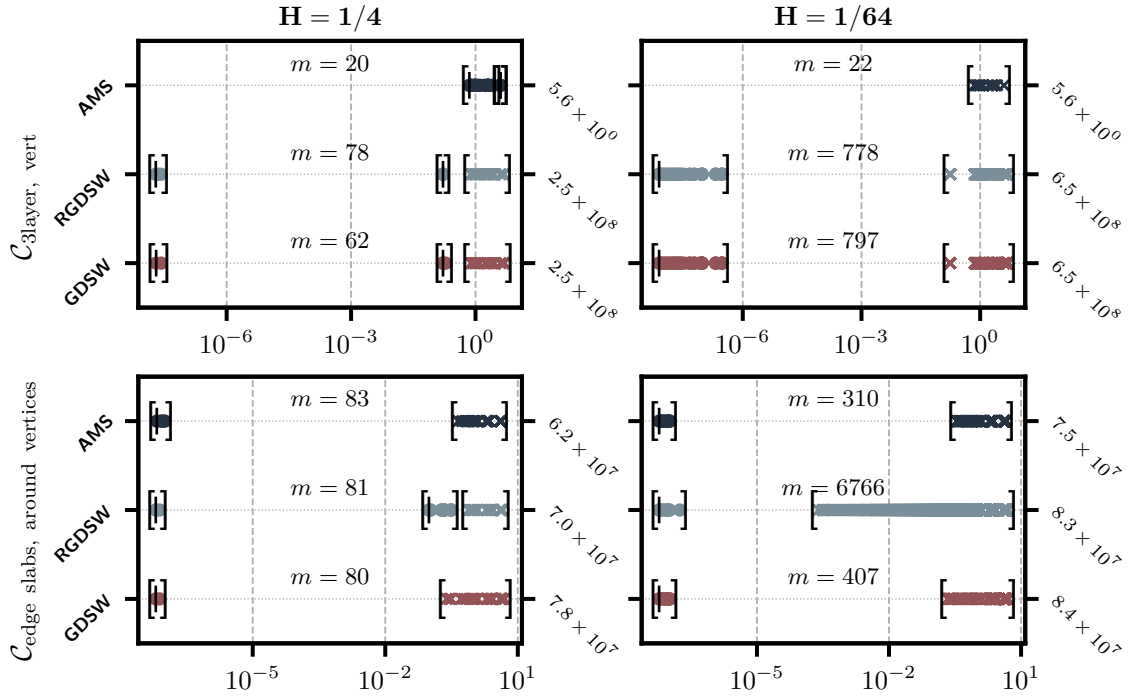 H = 1/4
H = 1/64
C3layer, vert
AMS
m = 20
5.6 × 10^0
m = 22
5.6 × 10^0
RGDSW
m = 78
2.5 × 10^8
m = 778
6.5 × 10^8
GDSW
m = 62
2.5 × 10^8
m = 797
6.5 × 10^8
10^-6 10^-3 10^0
10^-6 10^-3 10^0
Cedge slabs, around vertices
AMS
m = 83
6.2 × 10^7
m = 310
7.5 × 10^7
RGDSW
m = 81
7.0 × 10^7
m = 6766
8.3 × 10^7
GDSW
m = 80
7.8 × 10^7
m = 407
8.4 × 10^7
10^-5 10^-2 10^1
10^-5 10^-2 10^1